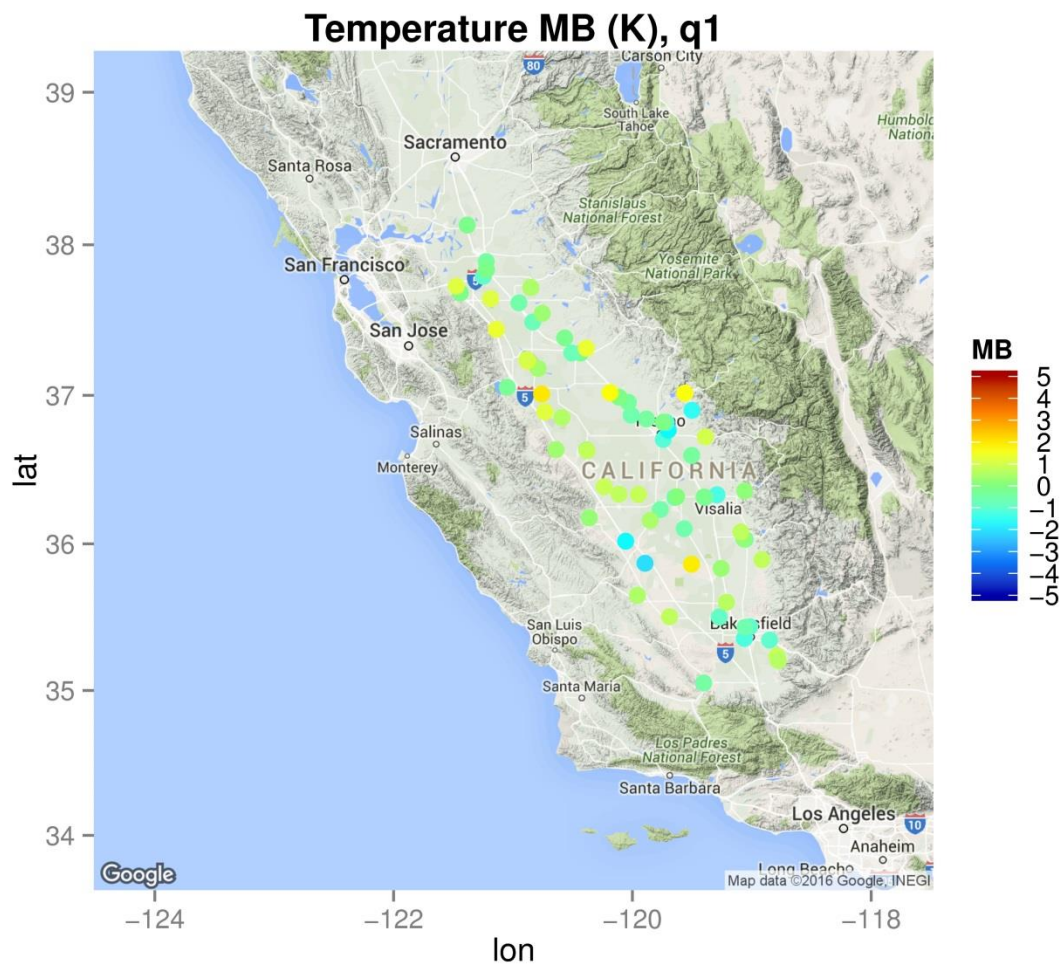 Temperature MB (K), q1
80
Carson City
39
South Lake
Tahoe
Humbol
Nationa
Sacramento
Santa Rosa
Stanislaus
National Forest
38
San Francisco
5
Yosemite
National Park
San Jose
MB
5
4
3
2
1
0
−1
−2
−3
−4
−5
37
5
Salinas
Monterey
lat
CALIFORNIA
Visalia
36
San Luis
Obispo
Bakersfield
5
35
Santa Maria
Los Padres
National Forest
Santa Barbara
34
Los Angeles
10
Anaheim
Long Beach
Google
Map data ©2016 Google, INEGI
−124
−122
−120
−118
lon